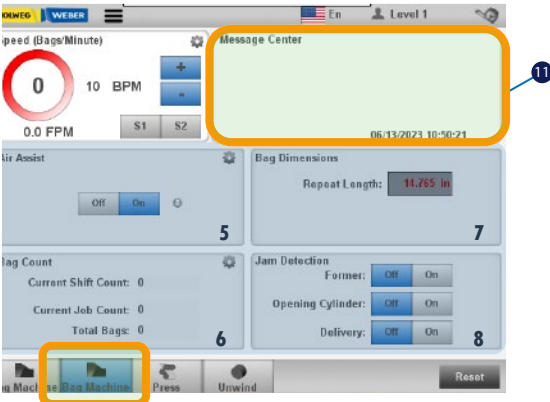 WEBER En Level 1
Speed (Bags/Minute)
Message Center
+
0 10 BPM
-
0.0 FPM S1 S2
06/13/2023 10:50:21
11
Air Assist
Off On
5
Bag Dimensions
Repeat Length: 14.765 in
7
Bag Count
Current Shift Count: 0
Current Job Count: 0
Total Bags: 0
6
Jam Detection
Former: Off On
Opening Cylinder: Off On
Delivery: Off On
8
Machine Bag Machine Press Unwind Reset